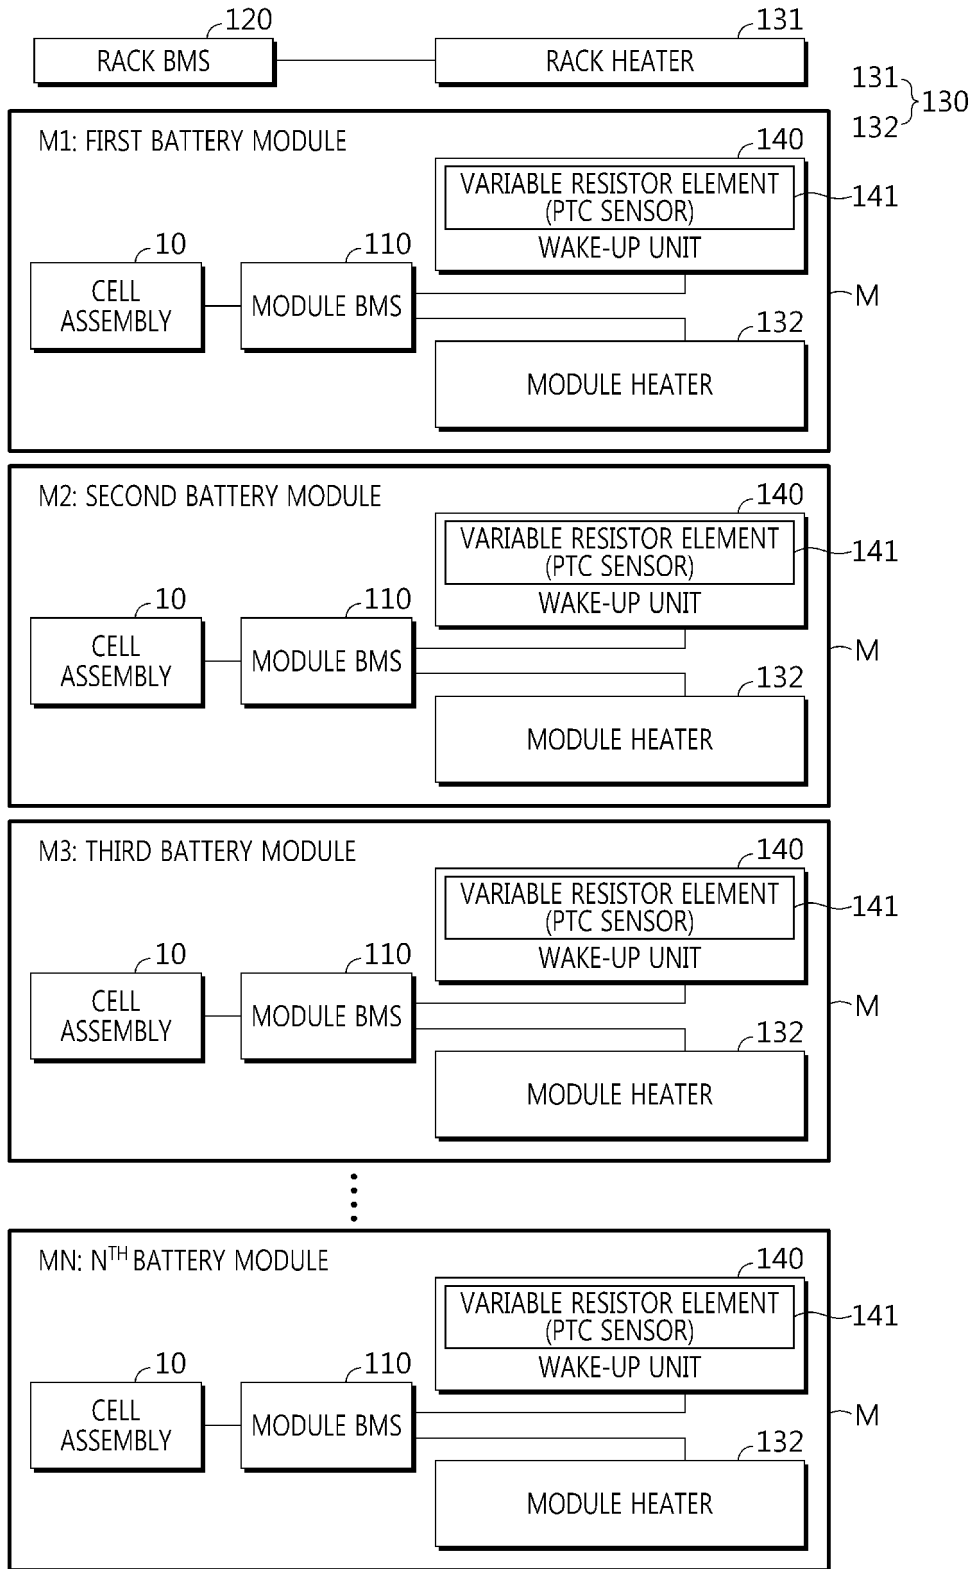 120
131
RACK BMS
RACK HEATER
131
132
130
M1: FIRST BATTERY MODULE
140
VARIABLE RESISTOR ELEMENT
(PTC SENSOR)
141
WAKE-UP UNIT
10
110
CELL
ASSEMBLY
MODULE BMS
M
132
MODULE HEATER
M2: SECOND BATTERY MODULE
140
VARIABLE RESISTOR ELEMENT
(PTC SENSOR)
141
WAKE-UP UNIT
10
110
CELL
ASSEMBLY
MODULE BMS
M
132
MODULE HEATER
M3: THIRD BATTERY MODULE
140
VARIABLE RESISTOR ELEMENT
(PTC SENSOR)
141
WAKE-UP UNIT
10
110
CELL
ASSEMBLY
MODULE BMS
M
132
MODULE HEATER
MN: NTH BATTERY MODULE
140
VARIABLE RESISTOR ELEMENT
(PTC SENSOR)
141
WAKE-UP UNIT
10
110
CELL
ASSEMBLY
MODULE BMS
M
132
MODULE HEATER